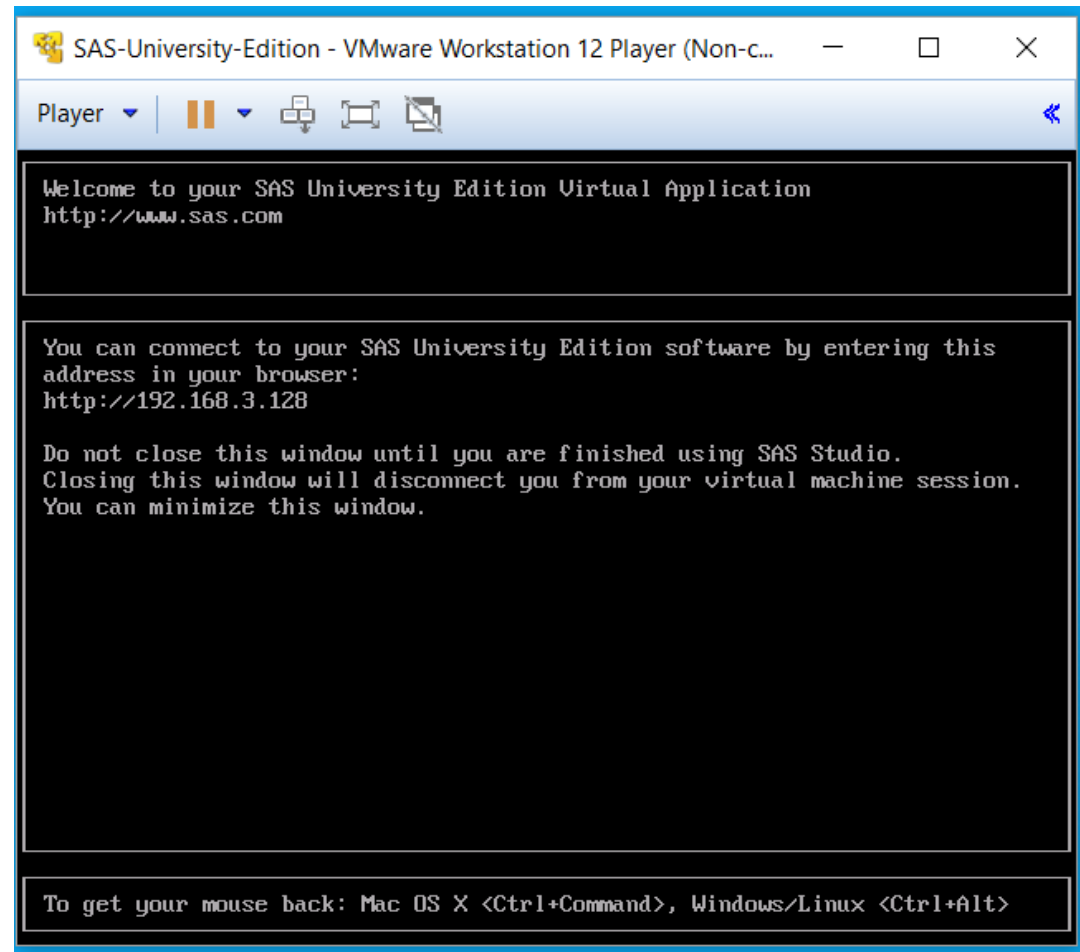 SAS-University-Edition - VMware Workstation 12 Player (Non-c...
Player
Welcome to your SAS University Edition Virtual Application
http://www.sas.com
You can connect to your SAS University Edition software by entering this
address in your browser:
http://192.168.3.128
Do not close this window until you are finished using SAS Studio.
Closing this window will disconnect you from your virtual machine session.
You can minimize this window.
To get your mouse back: Mac OS X <Ctrl+Command>, Windows/Linux <Ctrl+Alt>